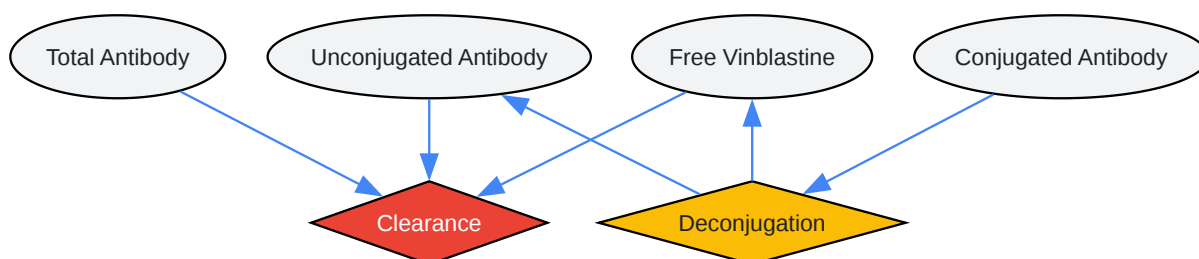 Total Antibody
Unconjugated Antibody
Free Vinblastine
Conjugated Antibody
Clearance
Deconjugation